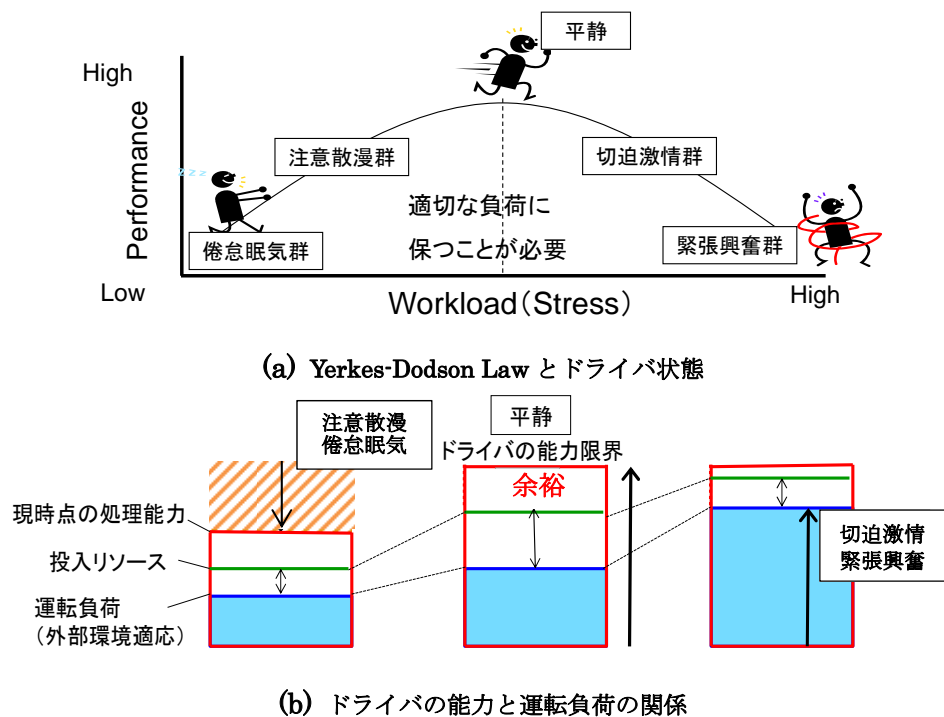 平静
High
Performance
注意散漫群
切迫激情群
z z z
適切な負荷に
保つことが必要
倦怠眠気群
緊張興奮群
Low
Workload(Stress)
High
(a) Yerkes-Dodson Law とドライバ状態
注意散漫
倦怠眠気
平静
ドライバの能力限界
余裕
現時点の処理能力
投入リソース
運転負荷
(外部環境適応)
切迫激情
緊張興奮
(b) ドライバの能力と運転負荷の関係